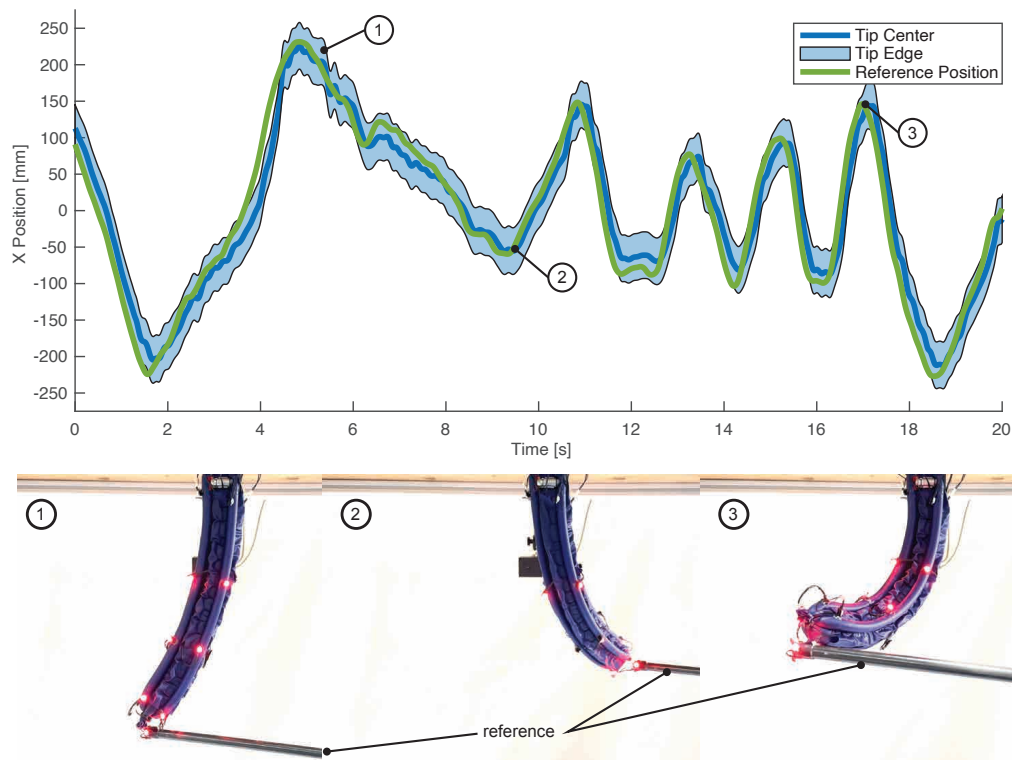 250
200
150
100
50
0
-50
-100
-150
-200
-250
X Position [mm]
0 2 4 6 8 10 12 14 16 18 20
Time [s]
Tip Center
Tip Edge
Reference Position
1
2
3
1
2
3
reference